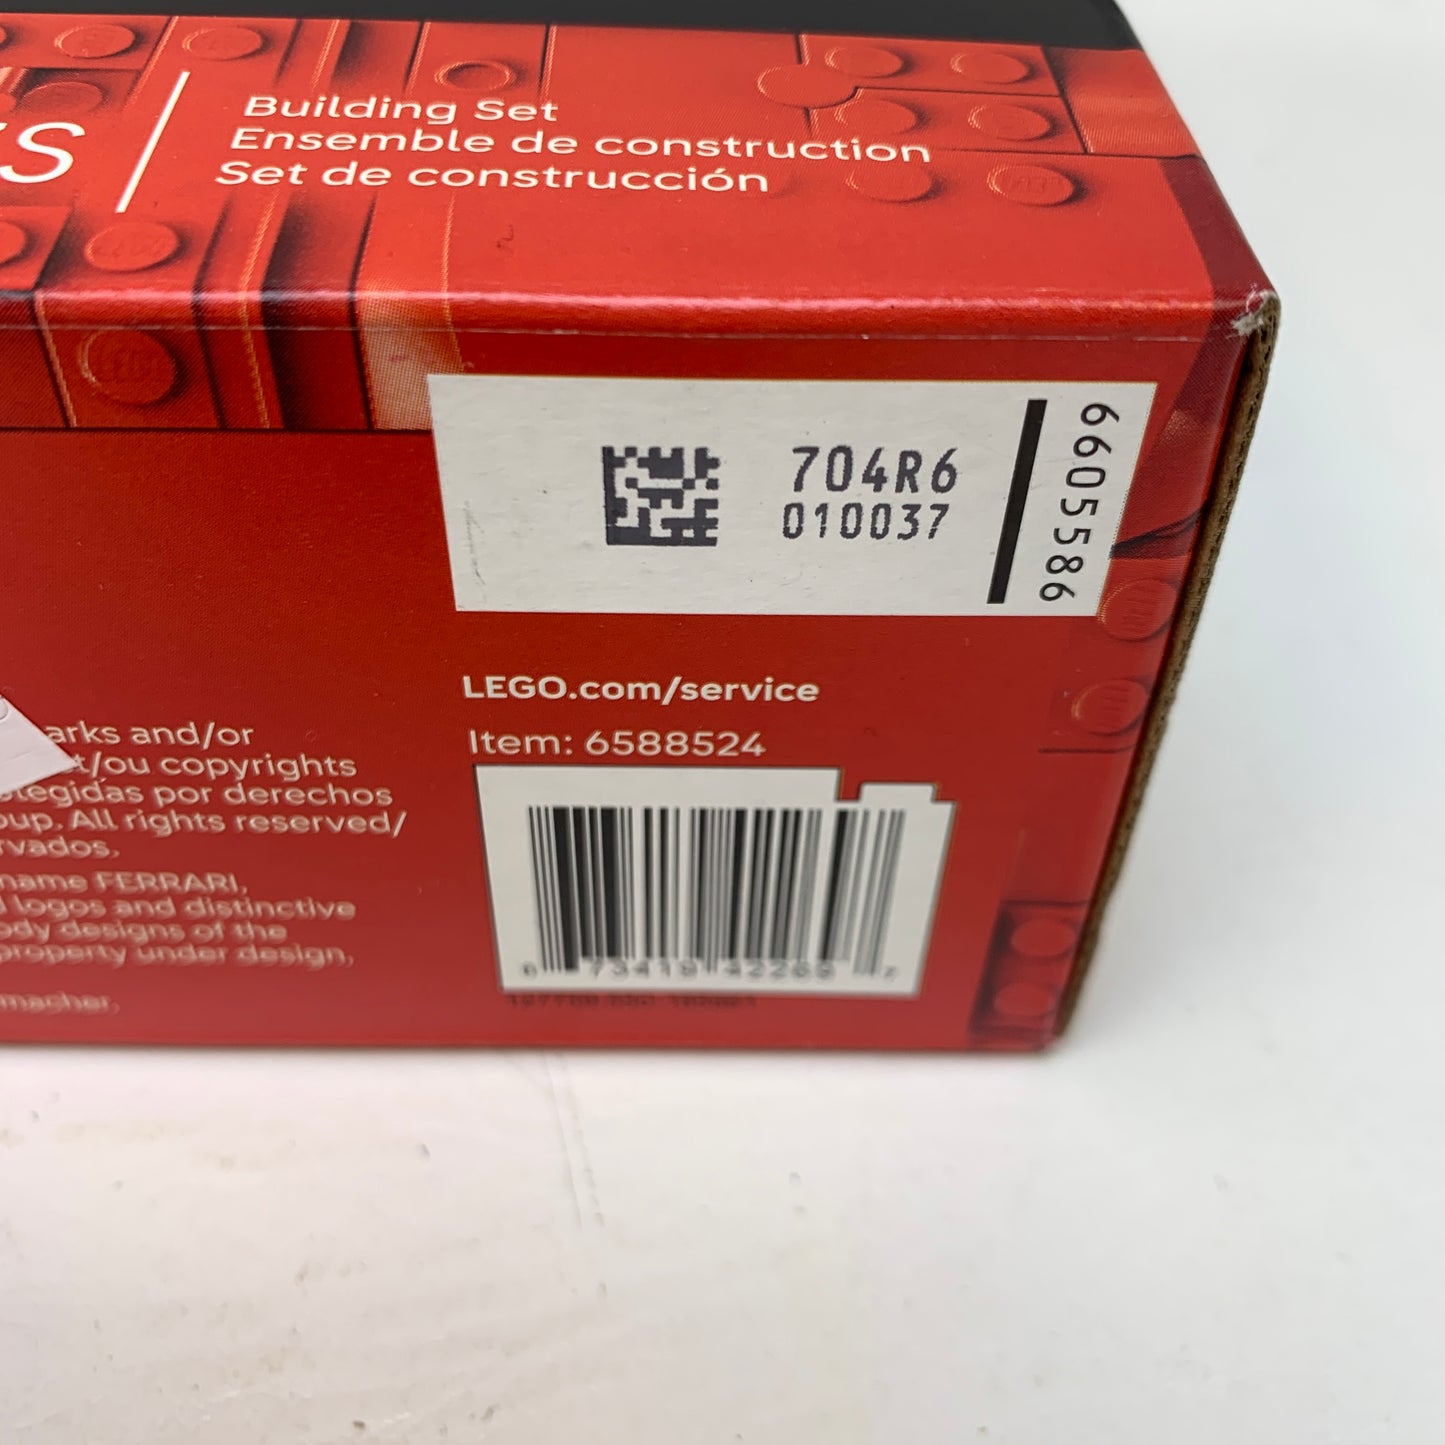 S
Building Set
Ensemble de construction
Set de construcción
704R6
010037
6605586
LEGO.com/service
Item: 6588524
arks and/or
t/ou copyrights
otegidas por derechos
oup. All rights reserved/
rvados.
name FERRARI,
logos and distinctive
ody designs of the
property under design,
macher.